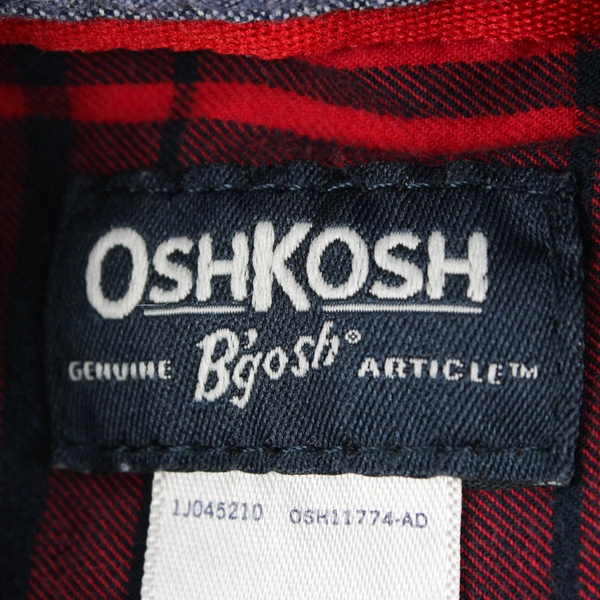 OSHKOSH
GENUINE B'gosh® ARTICLE™
1J045210 OSH11774-AD